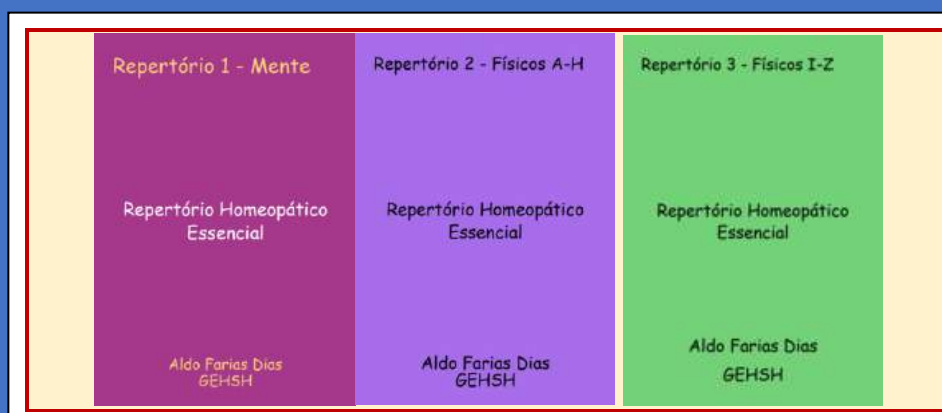 Repertório 1 - Mente
Repertório Homeopático
Essencial
Aldo Farias Dias
GEHSH
Repertório 2 - Físicos A-H
Repertório Homeopático
Essencial
Aldo Farias Dias
GEHSH
Repertório 3 - Físicos I-Z
Repertório Homeopático
Essencial
Aldo Farias Dias
GEHSH